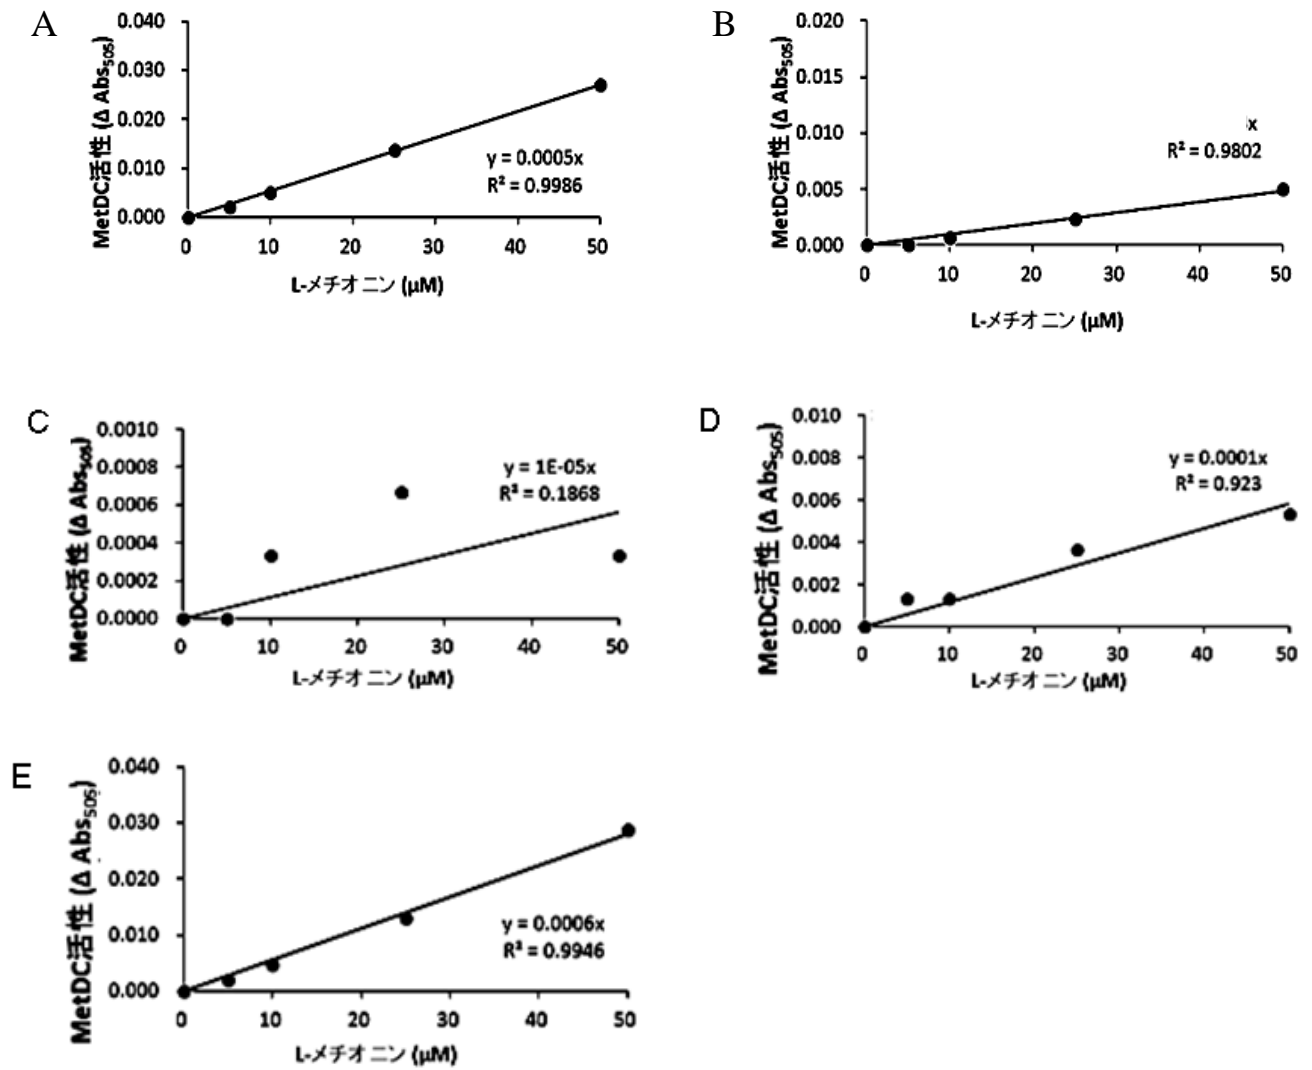 A
MetDC活性 (Δ Abs505)
0.040
0.030
0.020
0.010
0.000
y = 0.0005x
R² = 0.9986
0 10 20 30 40 50
L-メチオニン (μM)
B
MetDC活性 (Δ Abs505)
0.020
0.015
0.010
0.005
0.000
x
R² = 0.9802
0 10 20 30 40 50
L-メチオニン (μM)
C
MetDC活性 (Δ Abs505)
0.0010
0.0008
0.0006
0.0004
0.0002
0.0000
y = 1E-05x
R² = 0.1868
0 10 20 30 40 50
L-メチオニン (μM)
D
MetDC活性 (Δ Abs505)
0.010
0.008
0.006
0.004
0.002
0.000
y = 0.0001x
R² = 0.923
0 10 20 30 40 50
L-メチオニン (μM)
E
MetDC活性 (Δ Abs505)
0.040
0.030
0.020
0.010
0.000
y = 0.0006x
R² = 0.9946
0 10 20 30 40 50
L-メチオニン (μM)